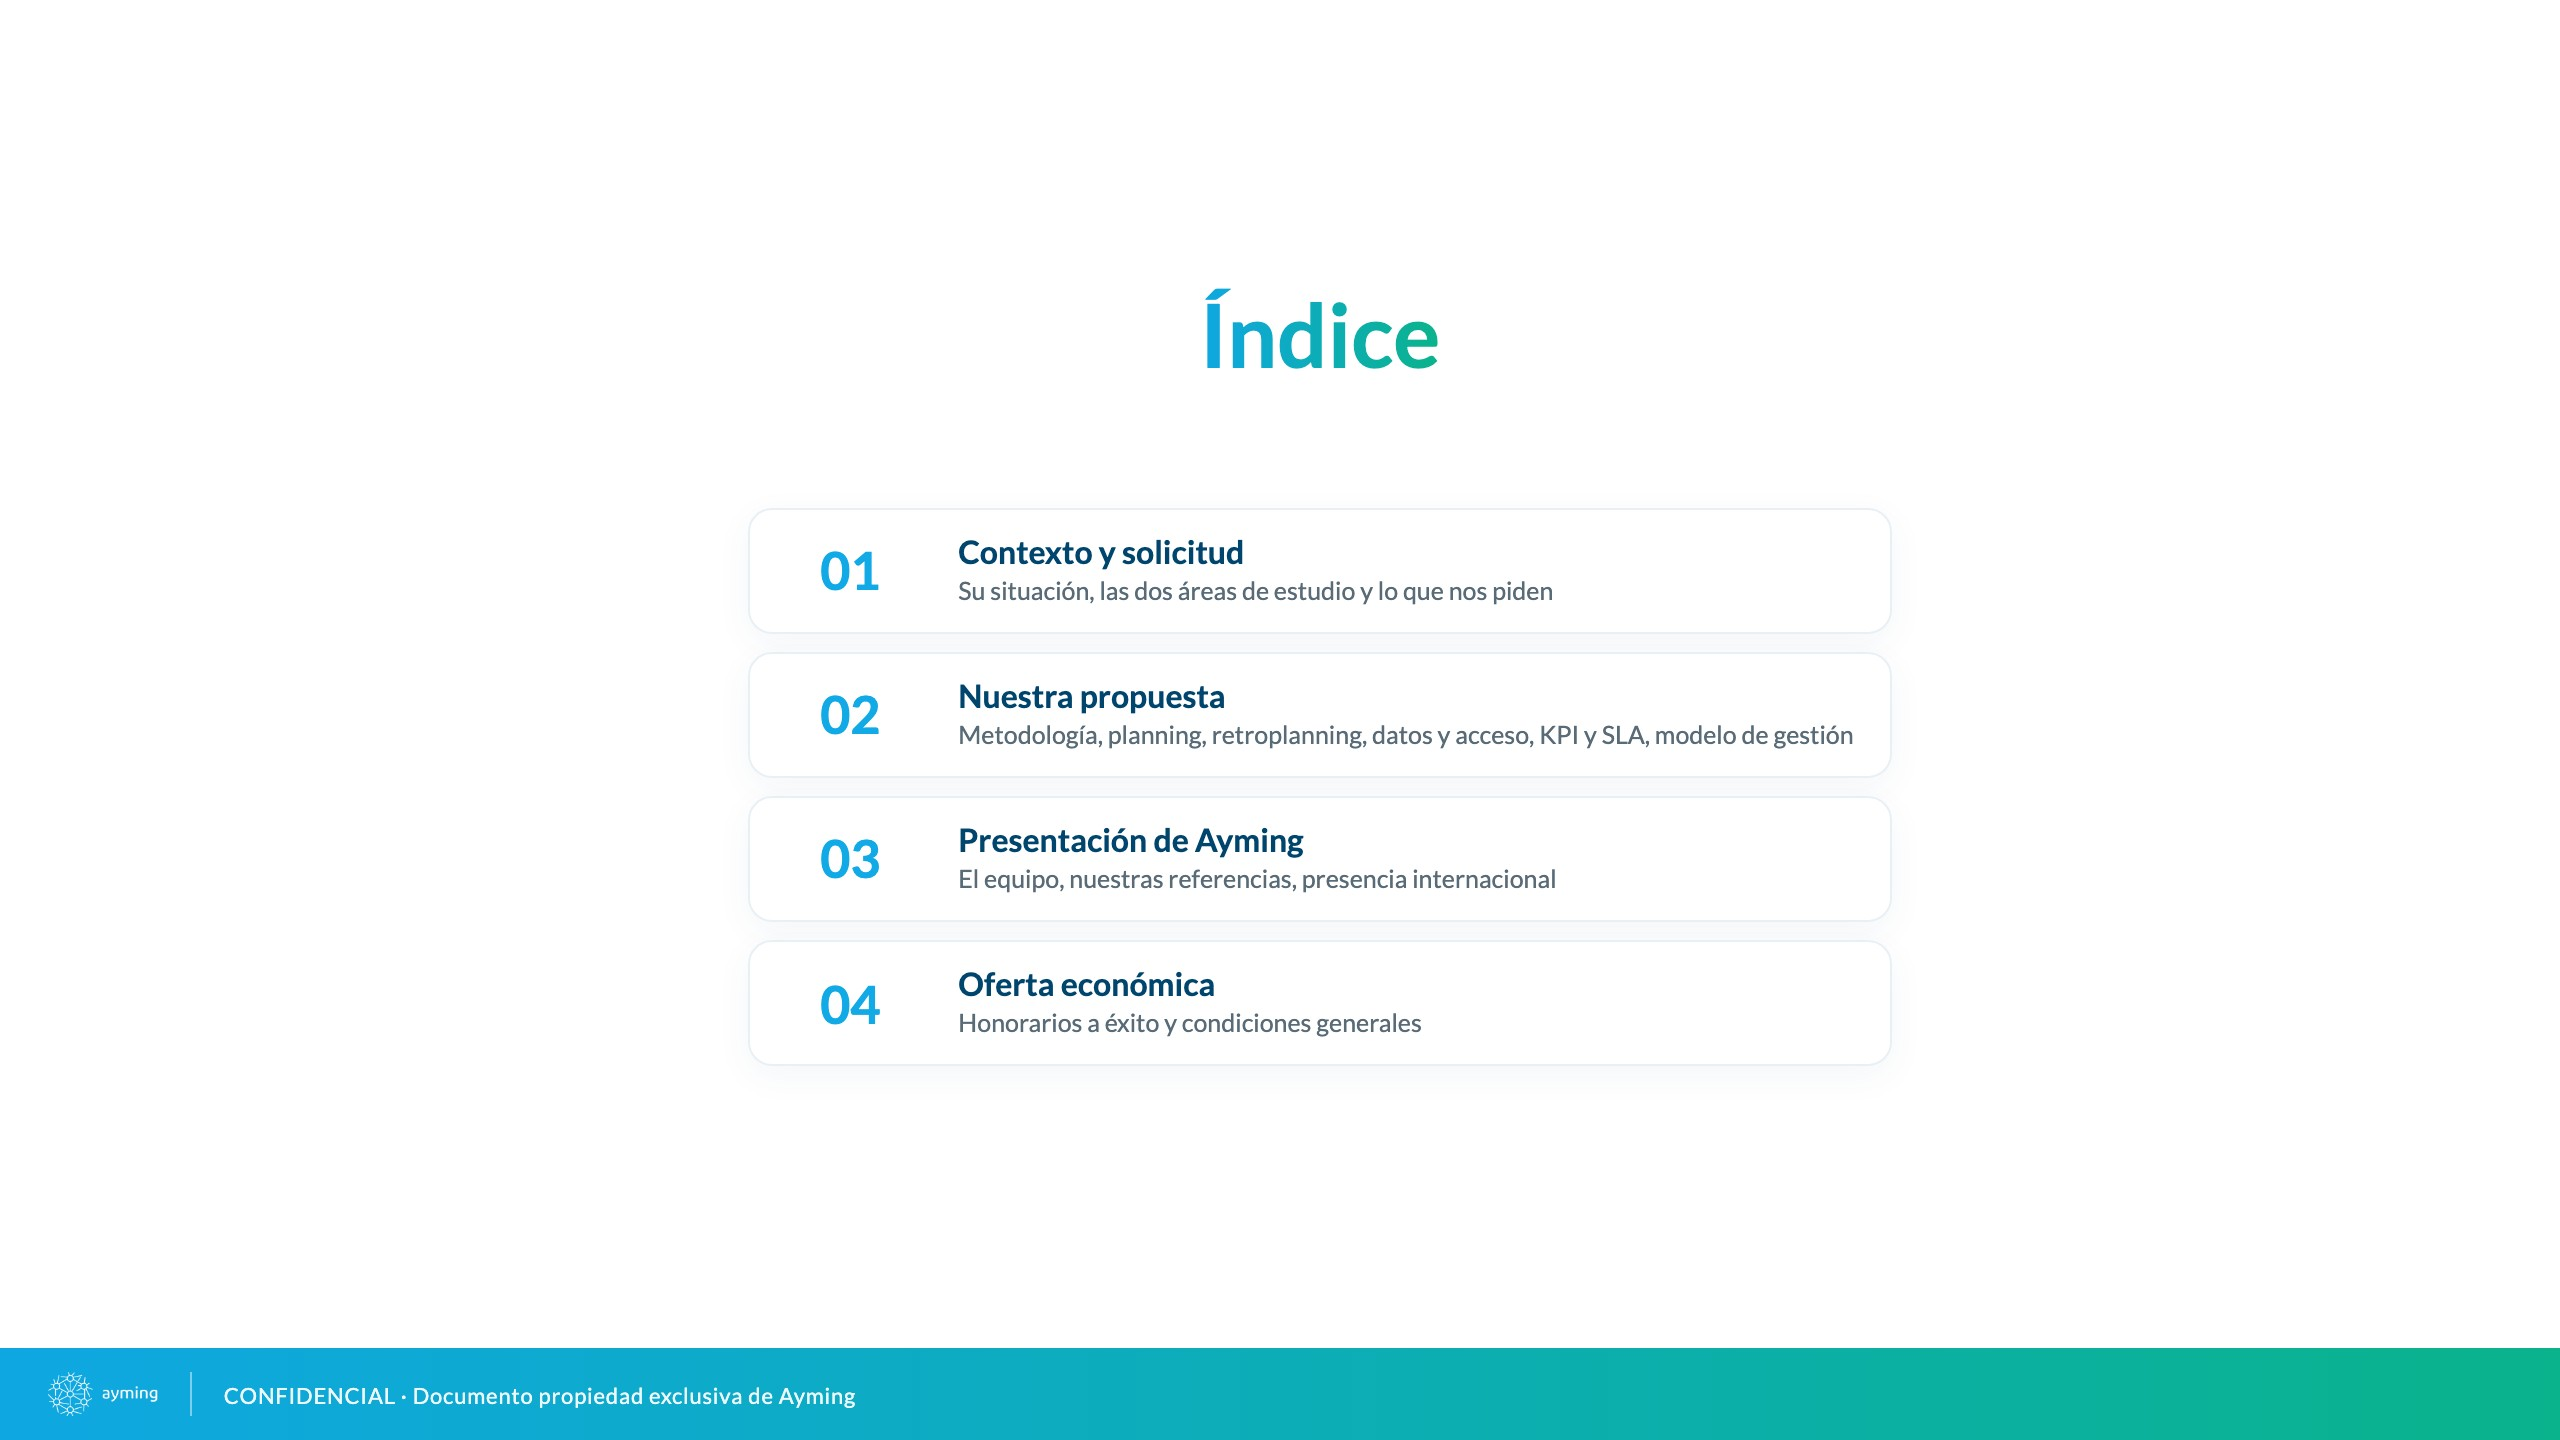 Índice
01
Contexto y solicitud
Su situación, las dos áreas de estudio y lo que nos piden
02
Nuestra propuesta
Metodología, planning, retroplanning, datos y acceso, KPI y SLA, modelo de gestión
03
Presentación de Ayming
El equipo, nuestras referencias, presencia internacional
04
Oferta económica
Honorarios a éxito y condiciones generales
ayming
CONFIDENCIAL · Documento propiedad exclusiva de Ayming